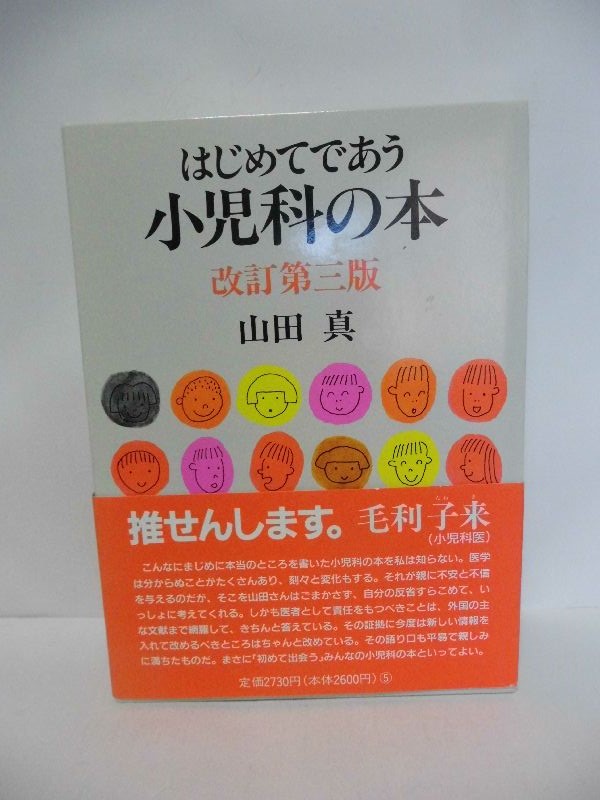 はじめてであう
小児科の本
改訂第三版
山田 真
推せんします。毛利子来
たね き
(小児科医)
こんなにまじめに本当のところを書いた小児科の本を私は知らない。医学
は分からぬことがたくさんあり、刻々と変化もする。それが親に不安と不信
を与えるのだが、そこを山田さんはごまかさず、自分の反省すらこめて、い
っしょに考えてくれる。しかも医者として責任をもつべきことは、外国の主
な文献まで網羅して、きちんと答えている。その証拠に今度は新しい情報を
入れて改めるべきところはちゃんと改めている。その語り口も平易で親しみ
に満ちたものだ。まさに「初めて出会う」みんなの小児科の本といってよい。
定価2730円(本体2600円)⑤